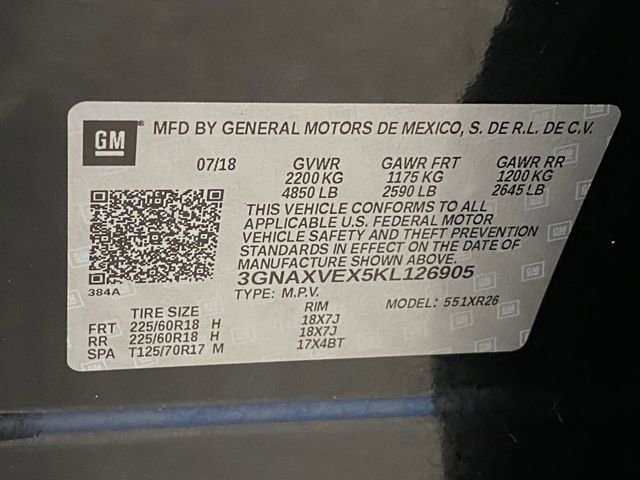 GM MFD BY GENERAL MOTORS DE MEXICO, S. DE R.L. DE C.V.
07/18 GVWR GAWR FRT GAWR RR
2200 KG 1175 KG 1200 KG
4850 LB 2590 LB 2645 LB
THIS VEHICLE CONFORMS TO ALL
APPLICABLE U.S. FEDERAL MOTOR
VEHICLE SAFETY AND THEFT PREVENTION
STANDARDS IN EFFECT ON THE DATE OF
MANUFACTURE SHOWN ABOVE.
3GNAXVEX5KL126905
384A TYPE: M.P.V. MODEL: 551XR26
TIRE SIZE RIM
FRT 225/60R18 H 18X7J
RR 225/60R18 H 18X7J
SPA T125/70R17 M 17X4BT